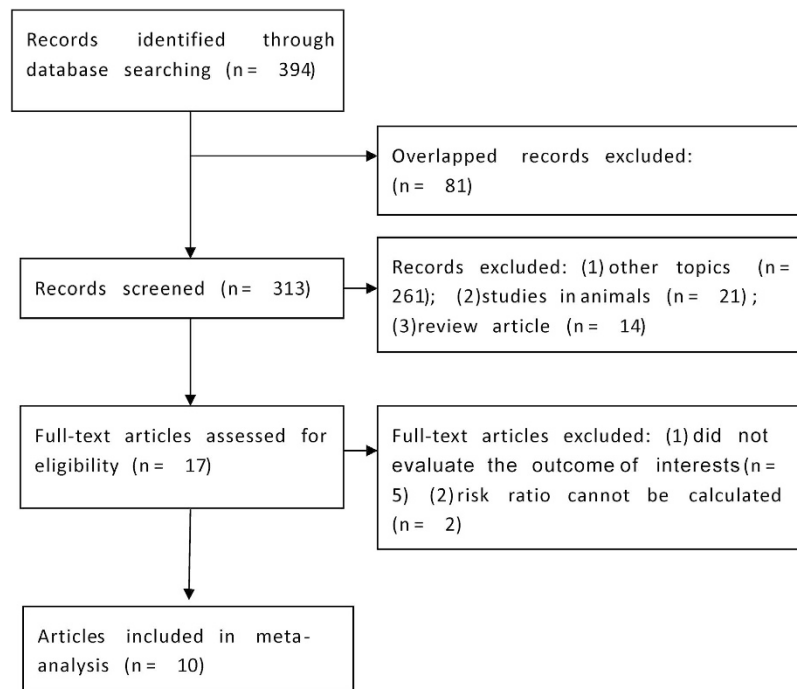 Records identified through
database searching (n = 394)
Overlapped records excluded:
(n = 81)
Records screened (n = 313)
Records excluded: (1) other topics (n =
261); (2)studies in animals (n = 21) ;
(3)review article (n = 14)
Full-text articles assessed for
eligibility (n = 17)
Full-text articles excluded: (1) did not
evaluate the outcome of interests(n =
5) (2) risk ratio cannot be calculated
(n = 2)
Articles included in meta-
analysis (n = 10)